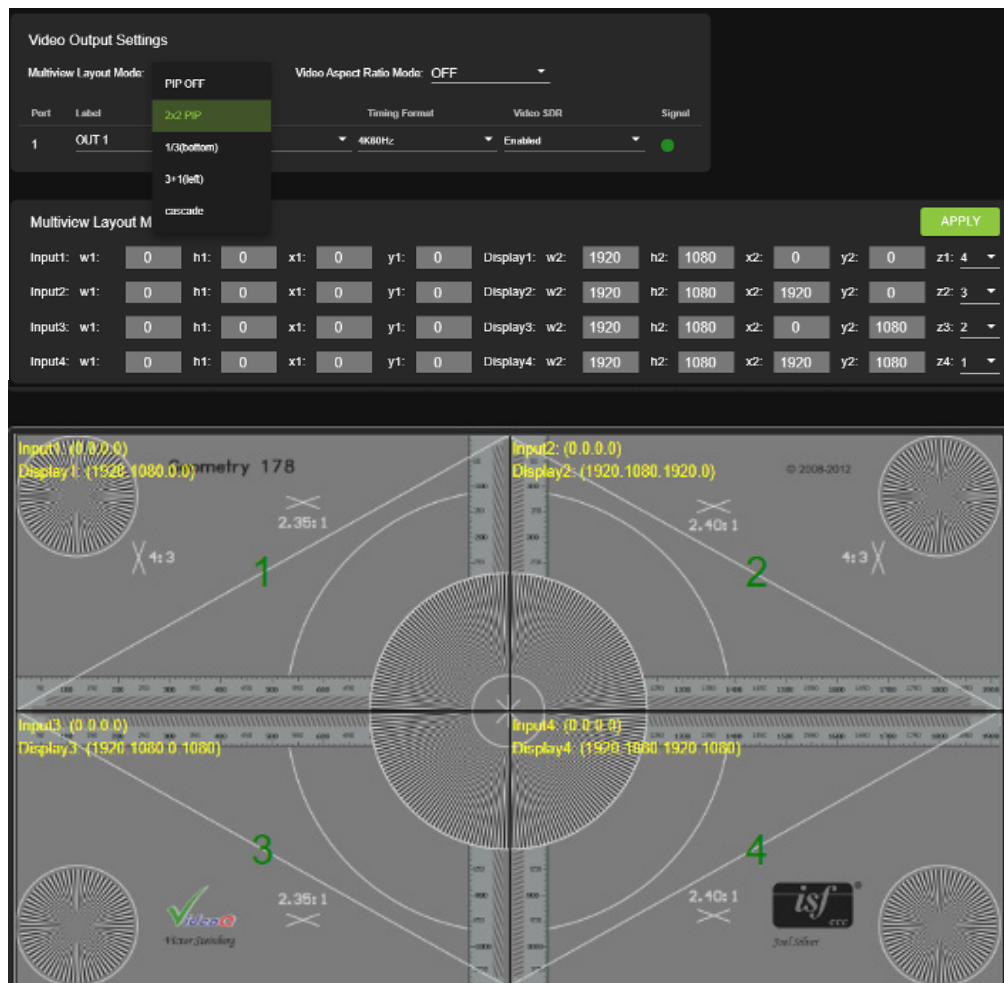 Video Output Settings
Multiview Layout Mode: Video Aspect Ratio Mode: OFF
PIP OFF
2x2 PIP
1/3(bottom)
3+1(left)
cascade
Port Label Timing Format Video SDR Signal
1 OUT 1 4K60Hz Enabled
Multiview Layout M
APPLY
Input1: w1: 0 h1: 0 x1: 0 y1: 0 Display1: w2: 1920 h2: 1080 x2: 0 y2: 0 z1: 4
Input2: w1: 0 h1: 0 x1: 0 y1: 0 Display2: w2: 1920 h2: 1080 x2: 1920 y2: 0 z2: 3
Input3: w1: 0 h1: 0 x1: 0 y1: 0 Display3: w2: 1920 h2: 1080 x2: 0 y2: 1080 z3: 2
Input4: w1: 0 h1: 0 x1: 0 y1: 0 Display4: w2: 1920 h2: 1080 x2: 1920 y2: 1080 z4: 1
Input1: (0.0.0.0)
Display1: (1920.1080.0.0)
Geometry 178
Input2: (0.0.0.0)
Display2: (1920.1080.1920.0)
© 2008-2012
2.35:1
2.40:1
4:3
4:3
1
2
Input3: (0.0.0.0)
Display3: (1920.1080.0.1080)
Input4: (0.0.0.0)
Display4: (1920.1080.1920.1080)
3
4
2.35:1
2.40:1
VideoQ
Victor Steinberg
isf
ccc
Joel Silver